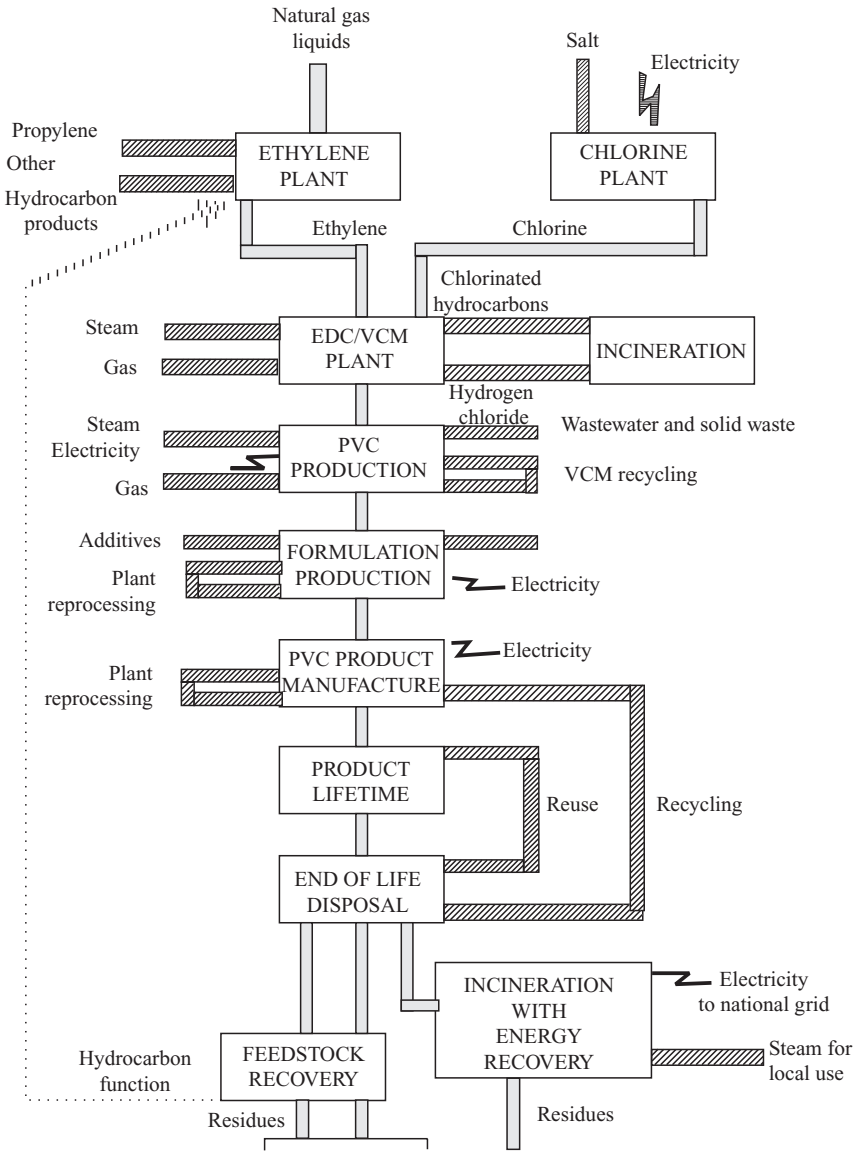 Natural gas
liquids
Salt
Electricity
Propylene
Other
Hydrocarbon
products
ETHYLENE
PLANT
CHLORINE
PLANT
Ethylene
Chlorine
Chlorinated
hydrocarbons
Steam
Gas
EDC/VCM
PLANT
INCINERATION
Hydrogen
chloride
Steam
Electricity
Gas
PVC
PRODUCTION
Wastewater and solid waste
VCM recycling
Additives
Plant
reprocessing
FORMULATION
PRODUCTION
Electricity
Plant
reprocessing
PVC PRODUCT
MANUFACTURE
Electricity
PRODUCT
LIFETIME
Reuse
Recycling
END OF LIFE
DISPOSAL
INCINERATION
WITH
ENERGY
RECOVERY
Electricity
to national grid
Steam for
local use
Hydrocarbon
function
FEEDSTOCK
RECOVERY
Residues
Residues